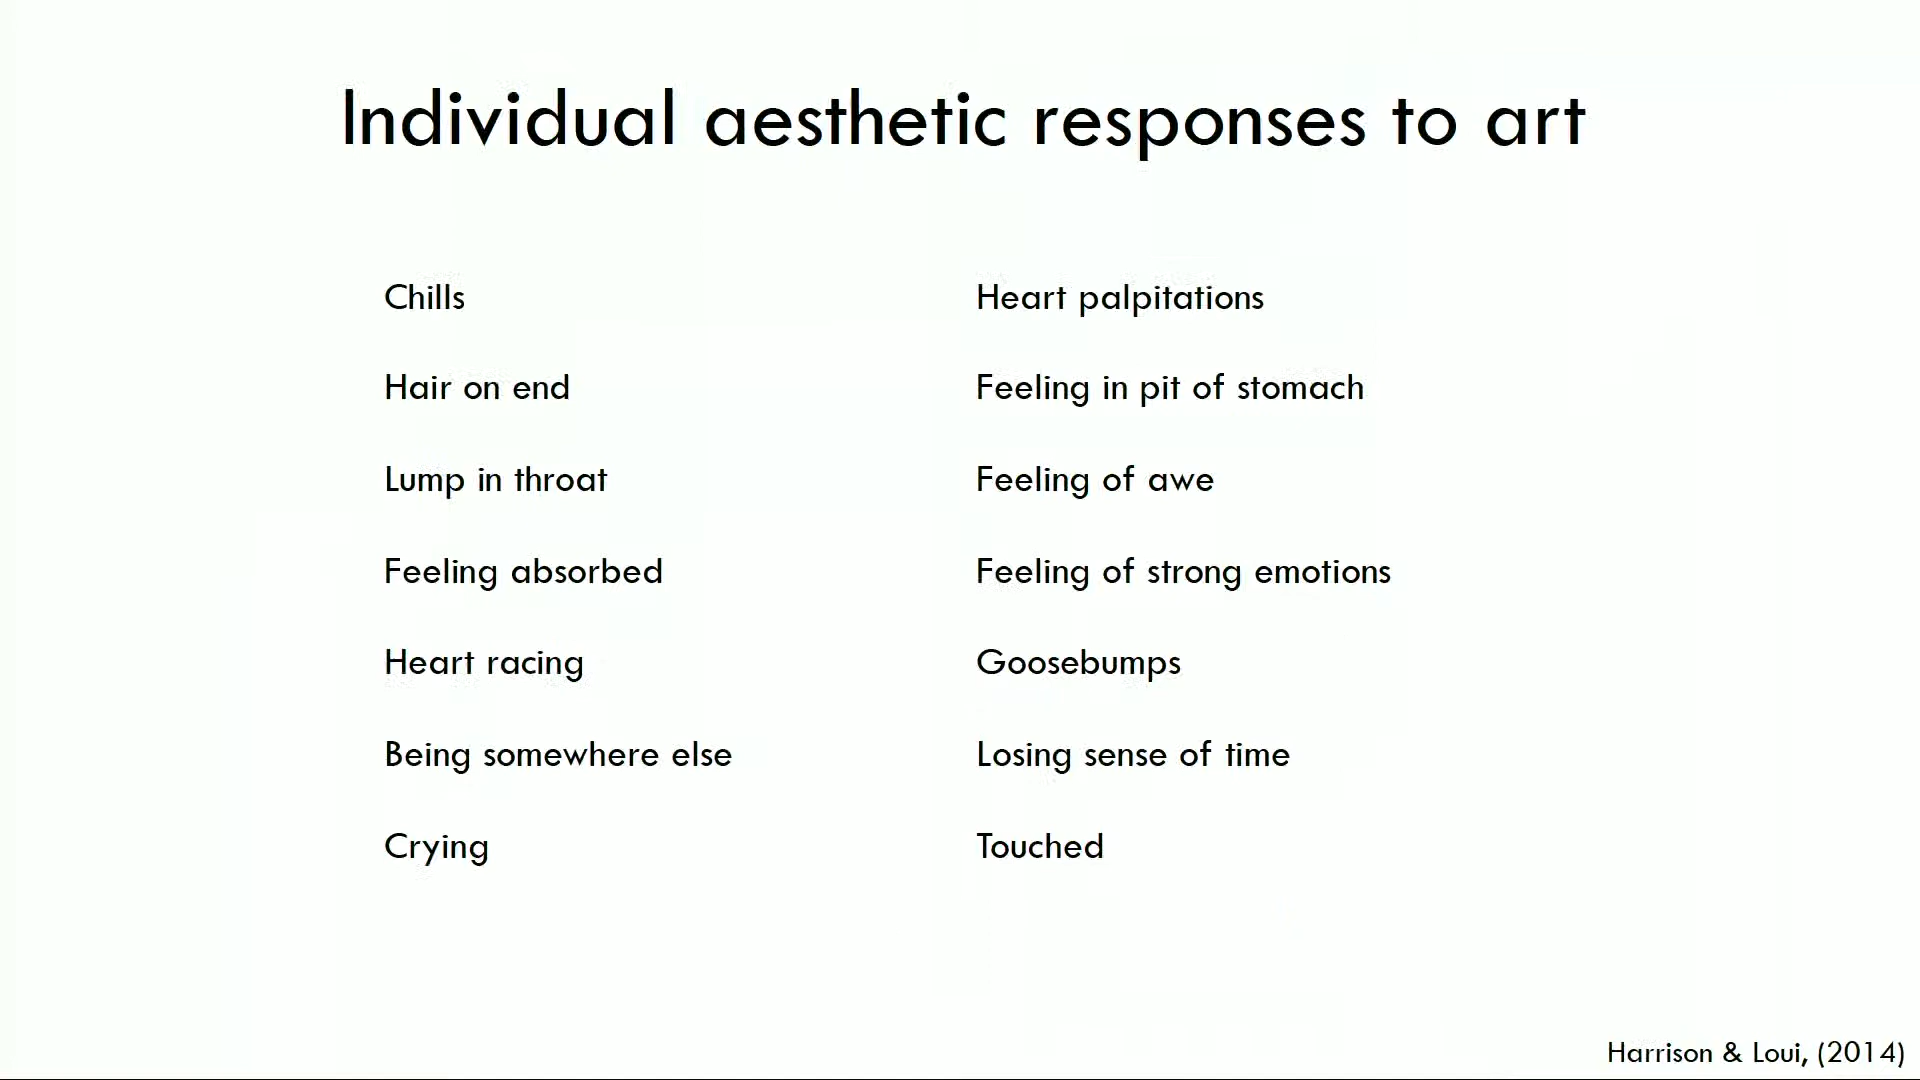 Individual aesthetic responses to art
Chills
Hair on end
Lump in throat
Feeling absorbed
Heart racing
Being somewhere else
Crying
Heart palpitations
Feeling in pit of stomach
Feeling of awe
Feeling of strong emotions
Goosebumps
Losing sense of time
Touched
Harrison & Loui, (2014)